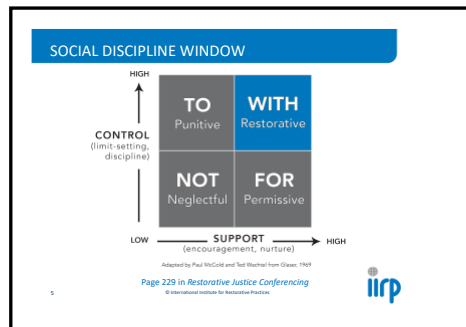 SOCIAL DISCIPLINE WINDOW
HIGH
TO
Punitive
WITH
Restorative
CONTROL
(limit-setting,
discipline)
NOT
Neglectful
FOR
Permissive
LOW
SUPPORT
HIGH
(encouragement, nurture)
Adapted by Paul McCold and Ted Wachtel from Glaser, 1969
Page 229 in Restorative Justice Conferencing
5
© International Institute for Restorative Practices
iirp